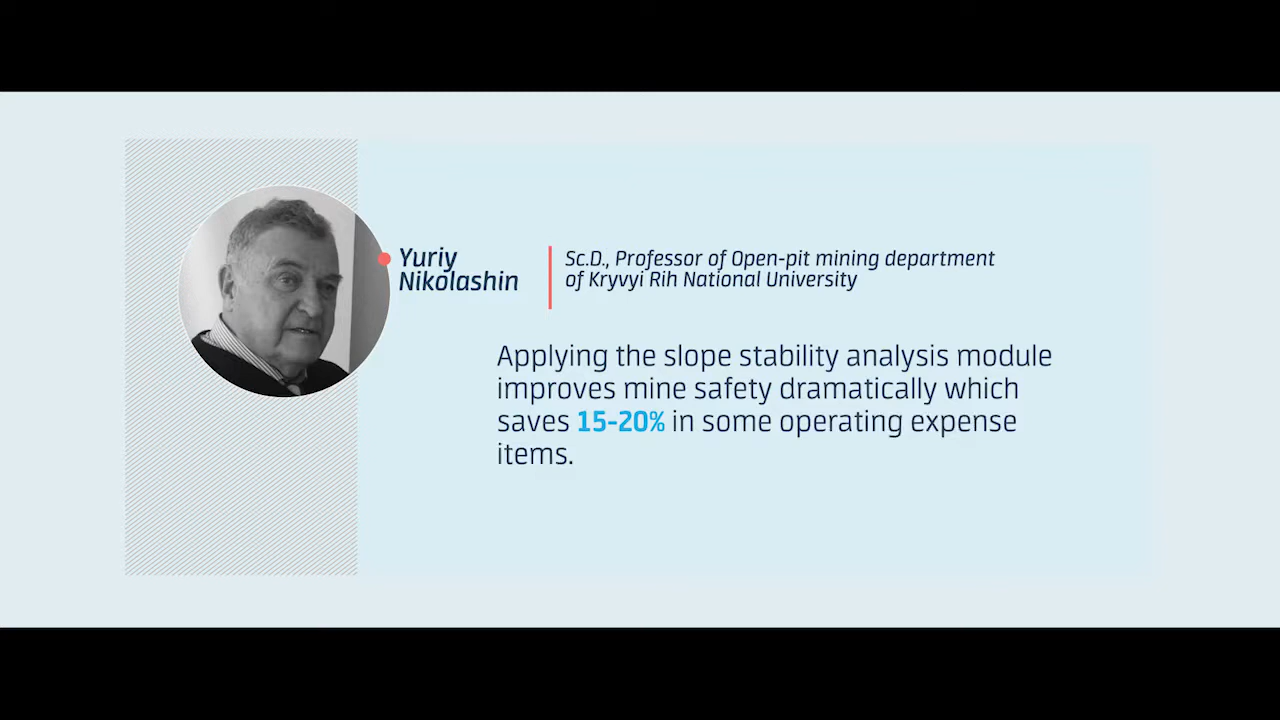 Yuriy
Nikolashin
Sc.D., Professor of Open-pit mining department
of Kryvyi Rih National University
Applying the slope stability analysis module
improves mine safety dramatically which
saves 15-20% in some operating expense
items.